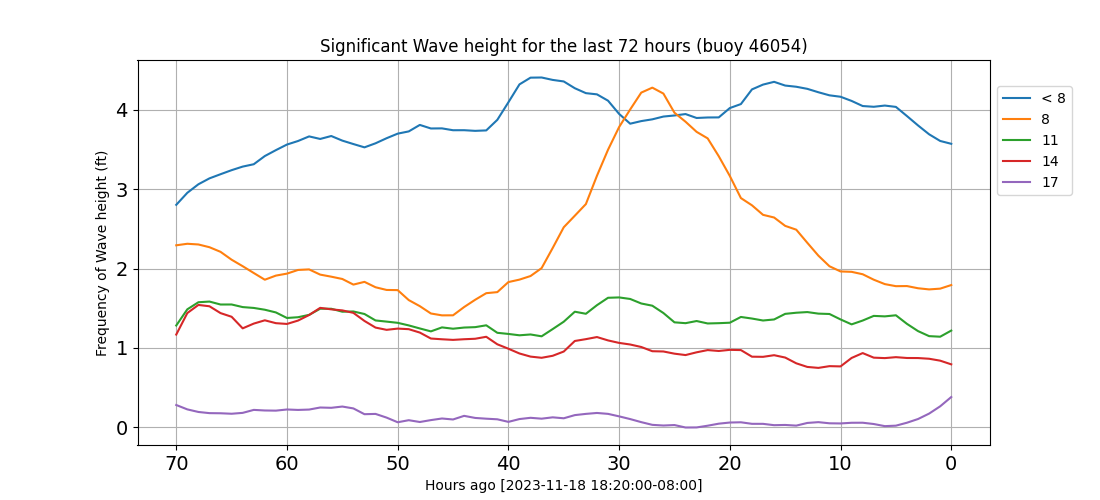 Significant Wave height for the last 72 hours (buoy 46054)
Frequency of Wave height (ft)
4
3
2
1
0
70 60 50 40 30 20 10 0
Hours ago [2023-11-18 18:20:00-08:00]
< 8
8
11
14
17